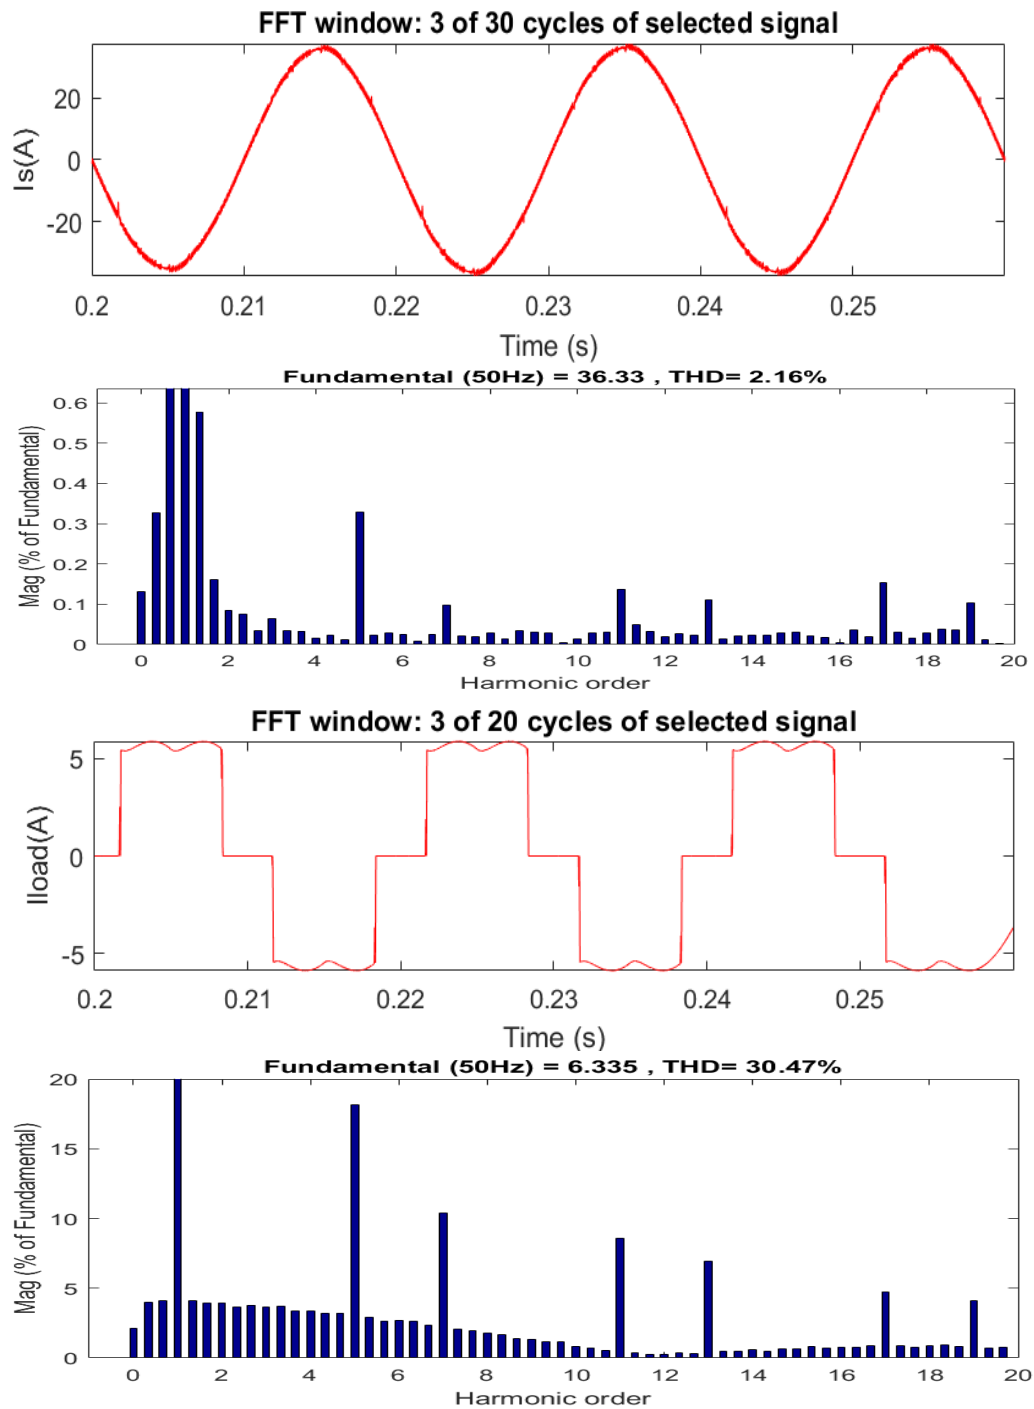 FFT window: 3 of 30 cycles of selected signal
Is(A)
20
0
-20
0.2 0.21 0.22 0.23 0.24 0.25
Time (s)
Fundamental (50Hz) = 36.33 , THD= 2.16%
Mag (% of Fundamental)
0.6
0.5
0.4
0.3
0.2
0.1
0
0 2 4 6 8 10 12 14 16 18 20
Harmonic order
FFT window: 3 of 20 cycles of selected signal
Iload(A)
5
0
-5
0.2 0.21 0.22 0.23 0.24 0.25
Time (s)
Fundamental (50Hz) = 6.335 , THD= 30.47%
Mag (% of Fundamental)
20
15
10
5
0
0 2 4 6 8 10 12 14 16 18 20
Harmonic order